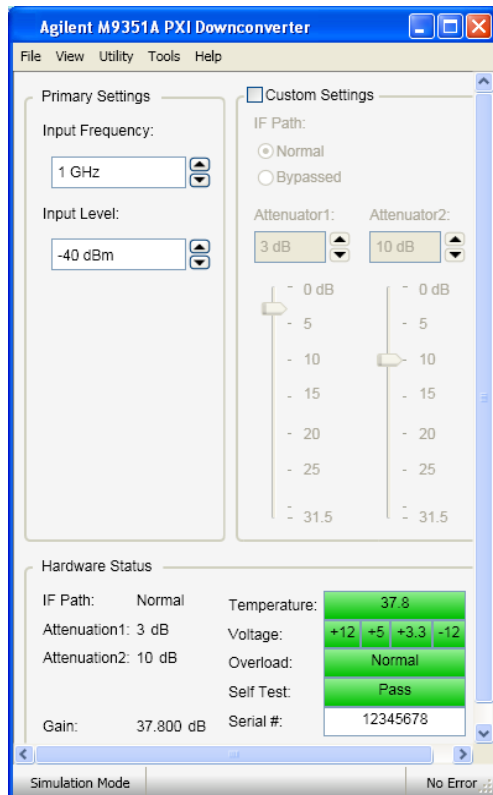 Agilent M9351A PXI Downconverter
File View Utility Tools Help
Primary Settings
Input Frequency:
1 GHz
Input Level:
-40 dBm
Custom Settings
IF Path:
Normal
Bypassed
Attenuator1: Attenuator2:
3 dB 10 dB
0 dB 0 dB
5 5
10 10
15 15
20 20
25 25
31.5 31.5
Hardware Status
IF Path: Normal
Attenuation1: 3 dB
Attenuation2: 10 dB
Gain: 37.800 dB
Temperature: 37.8
Voltage: +12 +5 +3.3 -12
Overload: Normal
Self Test: Pass
Serial #: 12345678
Simulation Mode No Error